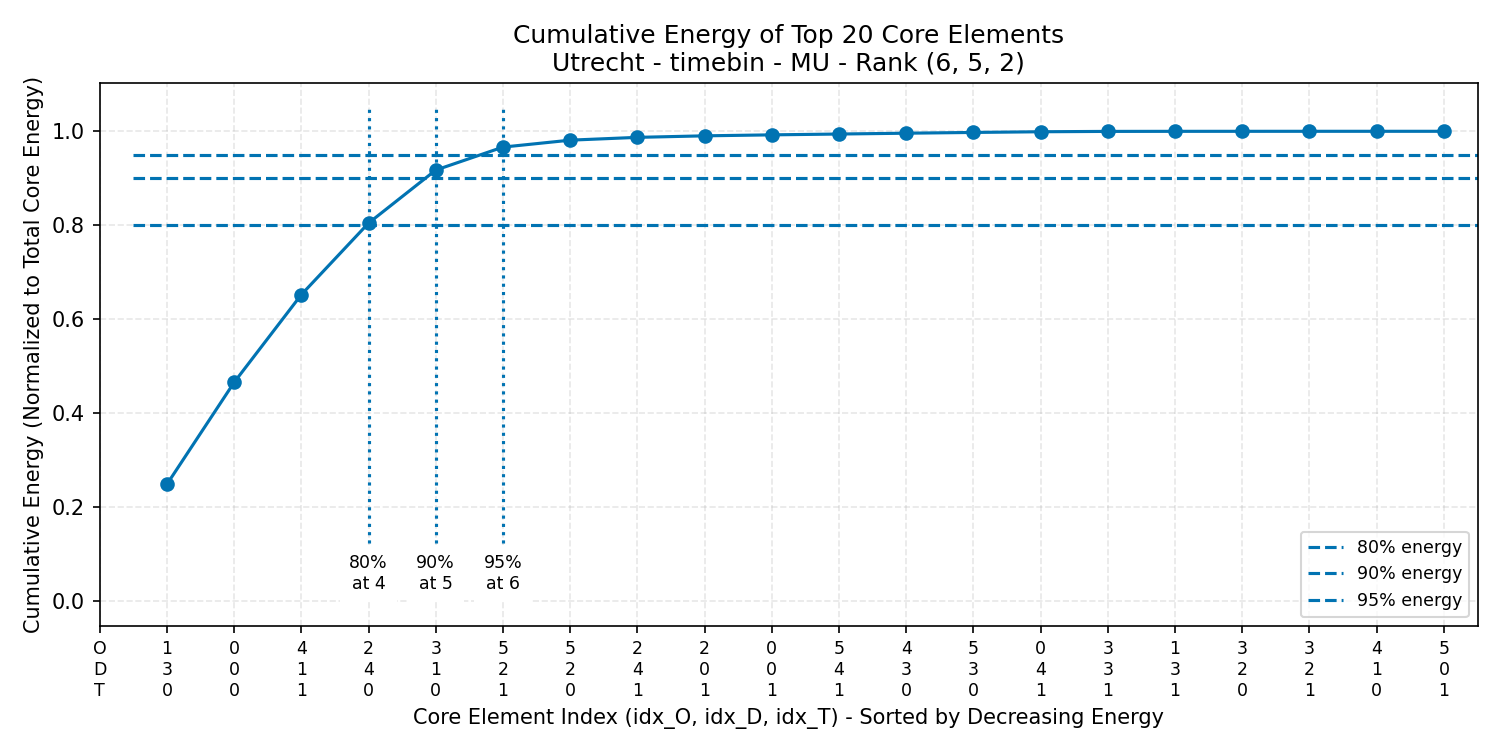 Cumulative Energy of Top 20 Core Elements
Utrecht - timebin - MU - Rank (6, 5, 2)
Cumulative Energy (Normalized to Total Core Energy)
1.0
0.8
0.6
0.4
0.2
0.0
80% 90% 95%
at 4 at 5 at 6
80% energy
90% energy
95% energy
O 1 0 4 2 3 5 5 2 2 0 5 4 5 0 3 1 3 3 4 5
D 3 0 1 4 1 2 2 4 0 0 4 3 3 4 3 3 2 2 1 0
T 0 0 1 0 0 1 0 1 1 1 1 0 0 1 1 1 0 1 0 1
Core Element Index (idx_O, idx_D, idx_T) - Sorted by Decreasing Energy